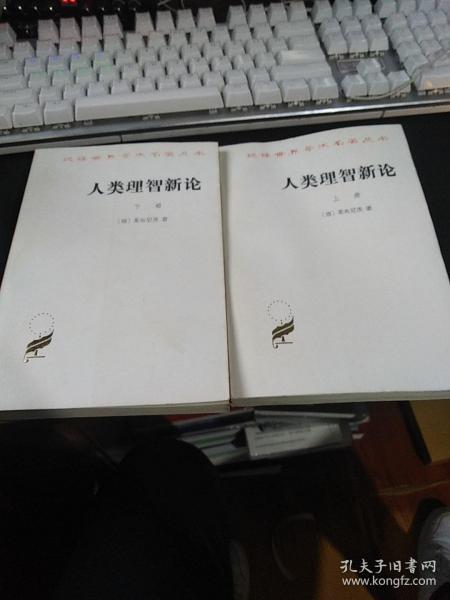 汉译世界学术名著丛书
人类理智新论
下册
〔德〕莱布尼茨 著
汉译世界学术名著丛书
人类理智新论
上册
〔德〕莱布尼茨 著
孔夫子旧书网
www.kongfz.com